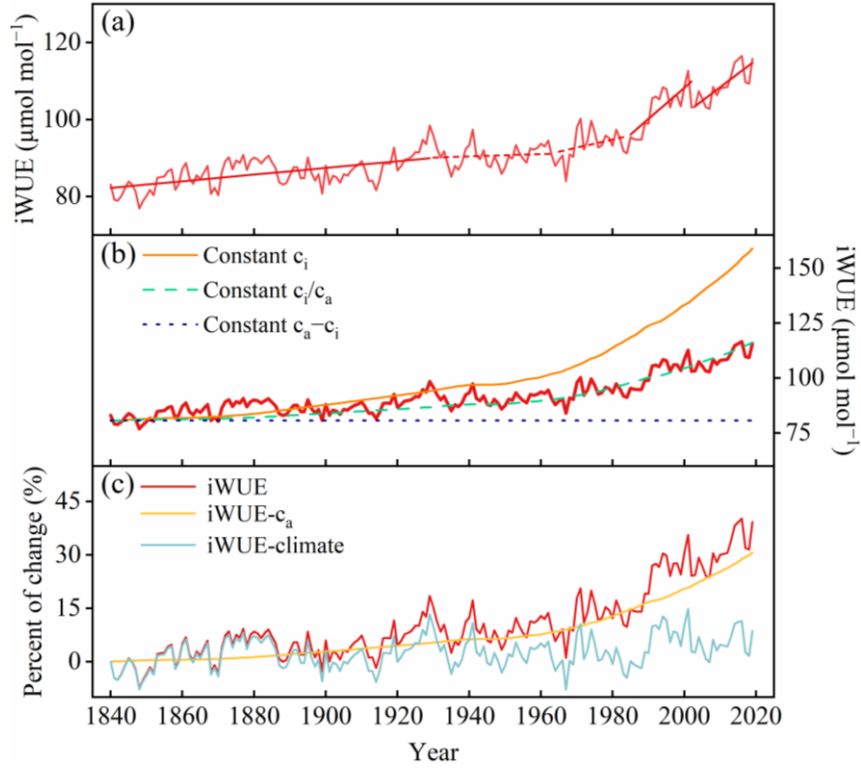 (a)
120
100
80
iWUE (μmol mol⁻¹)
(b)
Constant cᵢ
Constant cᵢ/cₐ
Constant cₐ−cᵢ
150
125
100
75
iWUE (μmol mol⁻¹)
(c)
iWUE
iWUE-cₐ
iWUE-climate
45
30
15
0
Percent of change (%)
1840 1860 1880 1900 1920 1940 1960 1980 2000 2020
Year